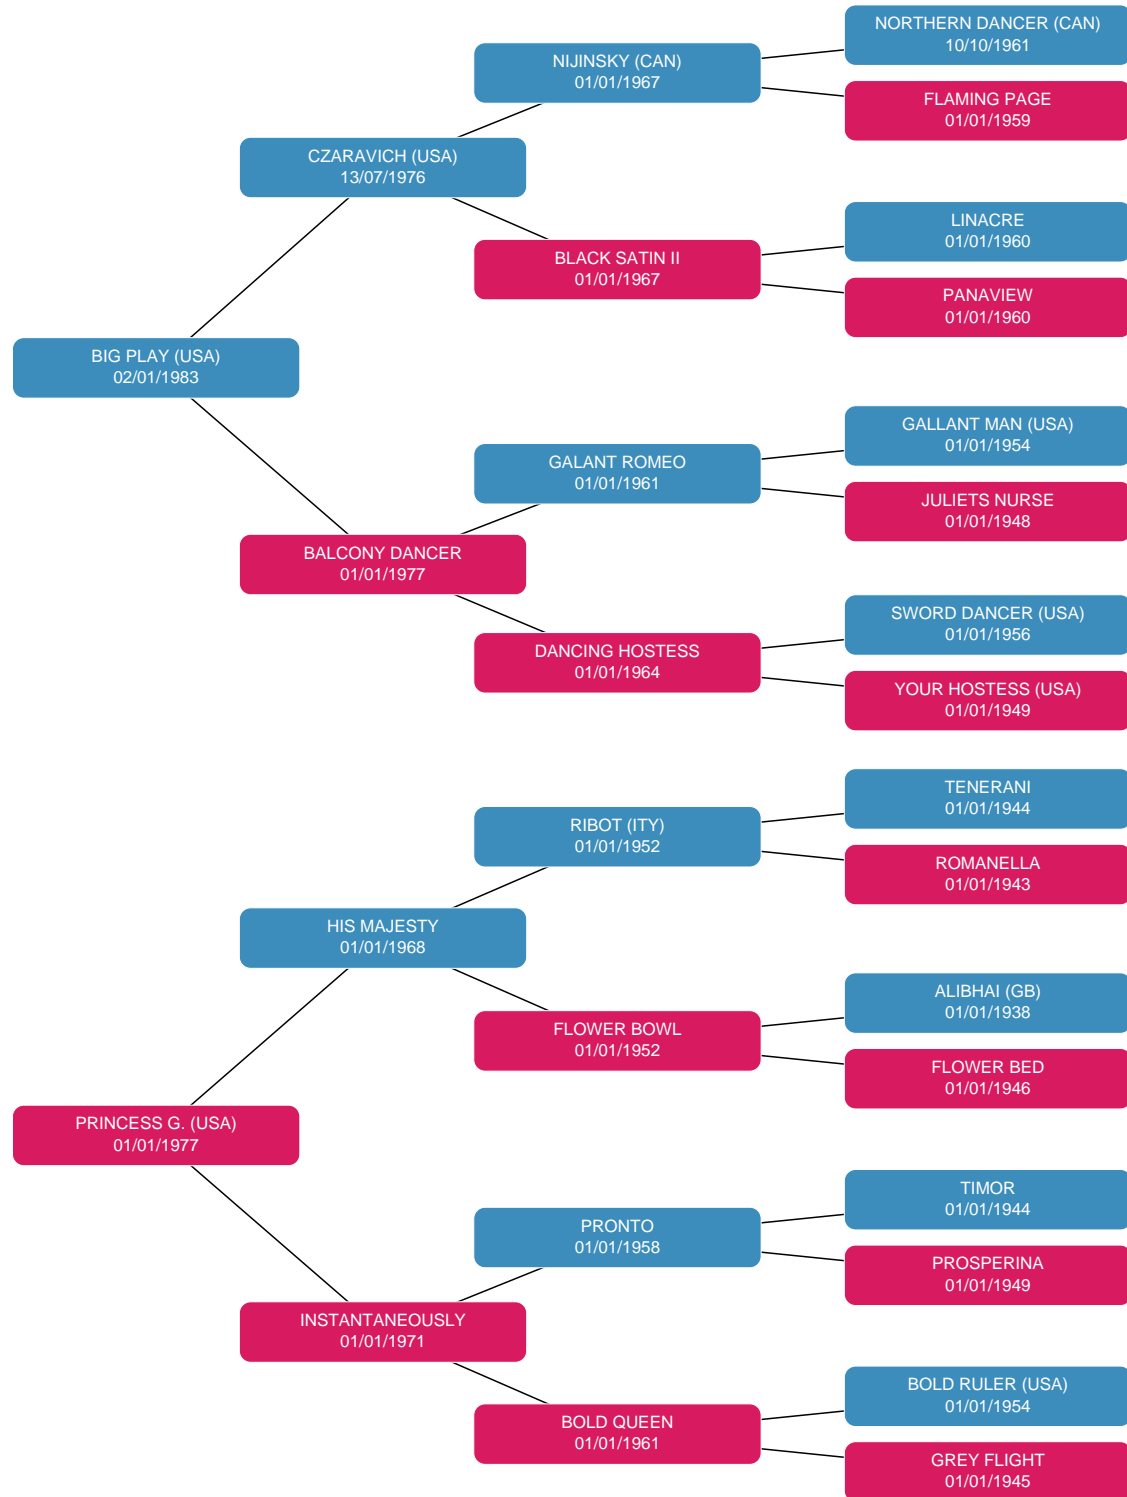 NORTHERN DANCER (CAN)
10/10/1961
NIJINSKY (CAN)
01/01/1967
FLAMING PAGE
01/01/1959
CZARAVICH (USA)
13/07/1976
LINACRE
01/01/1960
BLACK SATIN II
01/01/1967
PANAVIEW
01/01/1960
BIG PLAY (USA)
02/01/1983
GALLANT MAN (USA)
01/01/1954
GALANT ROMEO
01/01/1961
JULIETS NURSE
01/01/1948
BALCONY DANCER
01/01/1977
SWORD DANCER (USA)
01/01/1956
DANCING HOSTESS
01/01/1964
YOUR HOSTESS (USA)
01/01/1949
TENERANI
01/01/1944
RIBOT (ITY)
01/01/1952
ROMANELLA
01/01/1943
HIS MAJESTY
01/01/1968
ALIBHAI (GB)
01/01/1938
FLOWER BOWL
01/01/1952
FLOWER BED
01/01/1946
PRINCESS G. (USA)
01/01/1977
TIMOR
01/01/1944
PRONTO
01/01/1958
PROSPERINA
01/01/1949
INSTANTANEOUSLY
01/01/1971
BOLD RULER (USA)
01/01/1954
BOLD QUEEN
01/01/1961
GREY FLIGHT
01/01/1945